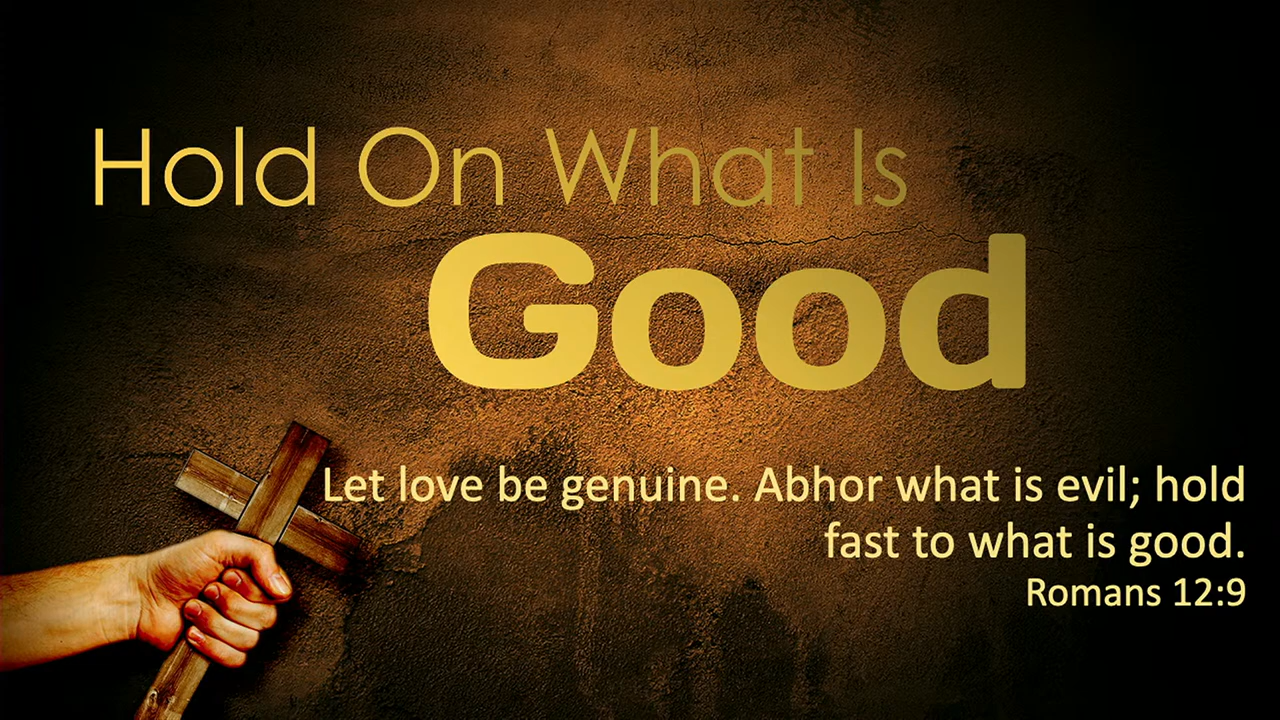 Hold On What Is
Good
Let love be genuine. Abhor what is evil; hold
fast to what is good.
Romans 12:9